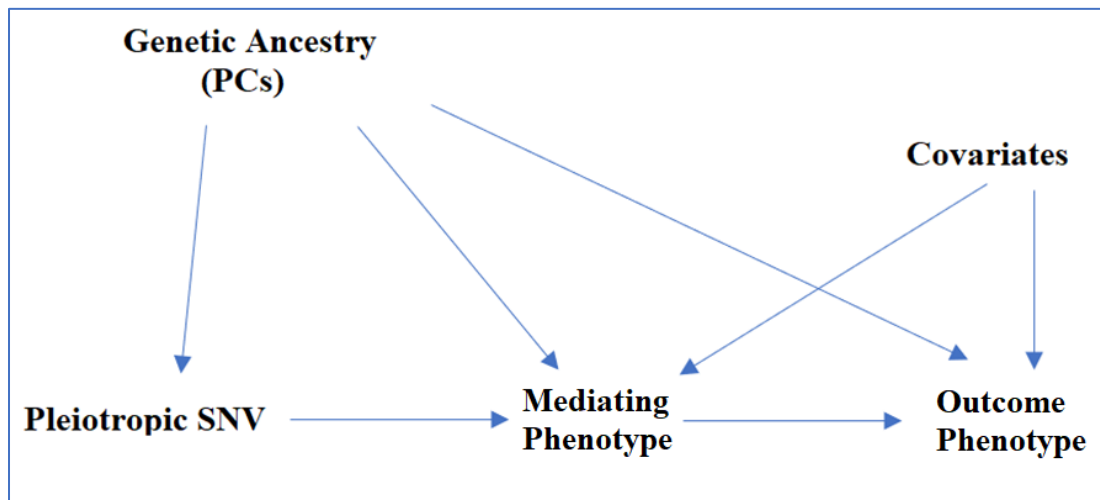 Genetic Ancestry
(PCs)
Covariates
Pleiotropic SNV
Mediating
Phenotype
Outcome
Phenotype